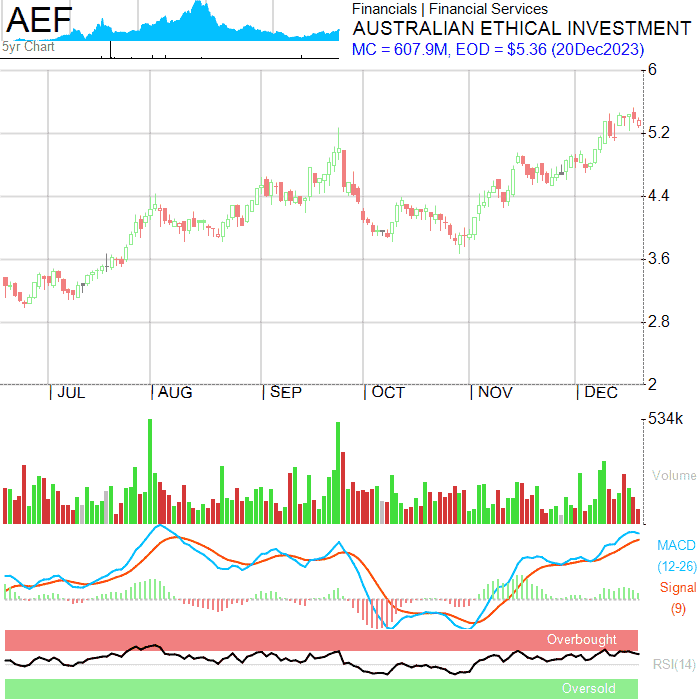 AEF
5yr Chart
Financials | Financial Services
AUSTRALIAN ETHICAL INVESTMENT
MC = 607.9M, EOD = $5.36 (20Dec2023)
6
5.2
4.4
3.6
2.8
2
| JUL | AUG | SEP | OCT | NOV | DEC
534k
Volume
MACD
(12-26)
Signal
(9)
Overbought
RSI(14)
Oversold